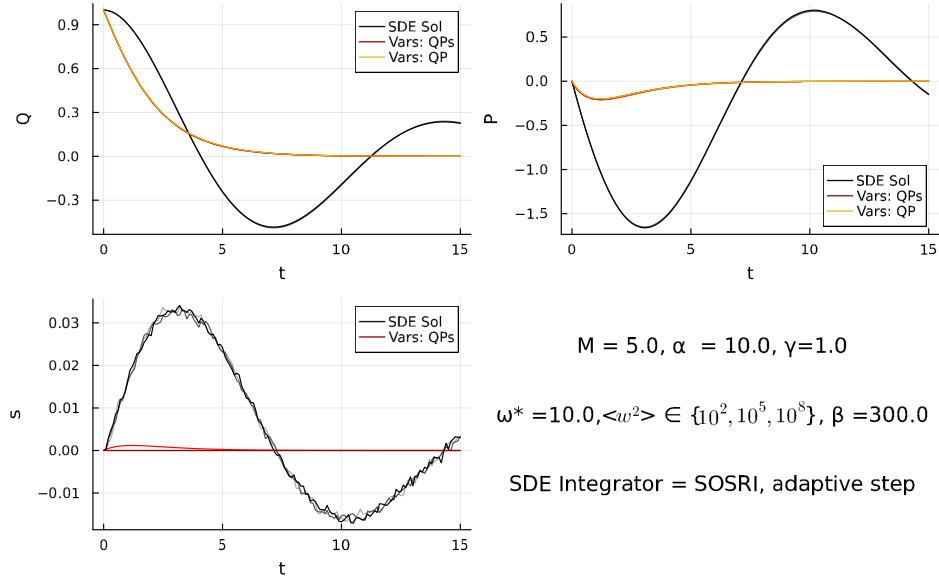 0.9
0.6
0.3
0.0
−0.3
Q
0
5
10
15
t
SDE Sol
Vars: QPs
Vars: QP
0.5
0.0
−0.5
−1.0
−1.5
P
0
5
10
15
t
SDE Sol
Vars: QPs
Vars: QP
0.03
0.02
0.01
0.00
−0.01
s
0
5
10
15
t
SDE Sol
Vars: QPs
M = 5.0, α = 10.0, γ=1.0
ω* =10.0,<w²> ∈ {10², 10⁵, 10⁸}, β =300.0
SDE Integrator = SOSRI, adaptive step